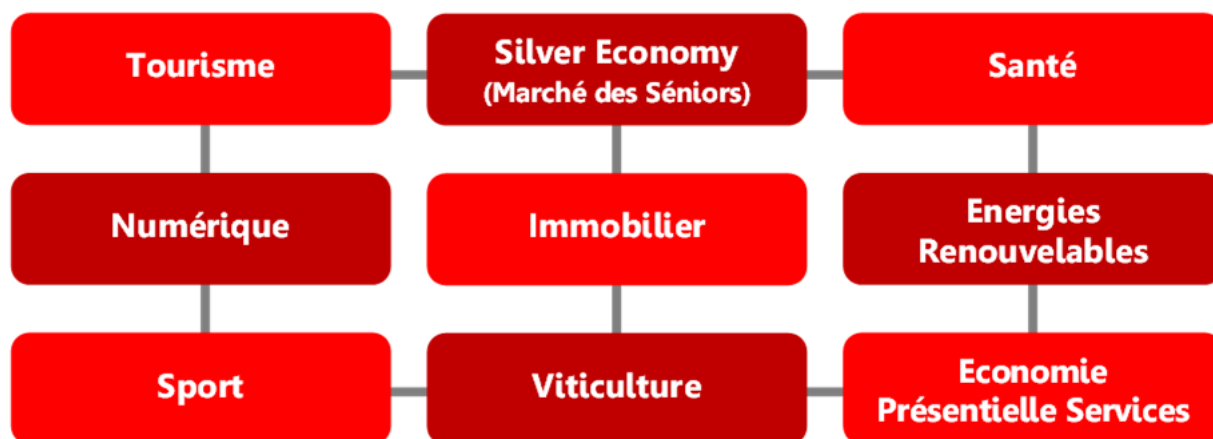 Tourisme
Silver Economy
(Marché des Séniors)
Santé
Numérique
Immobilier
Energies
Renouvelables
Sport
Viticulture
Economie
Présentielle Services